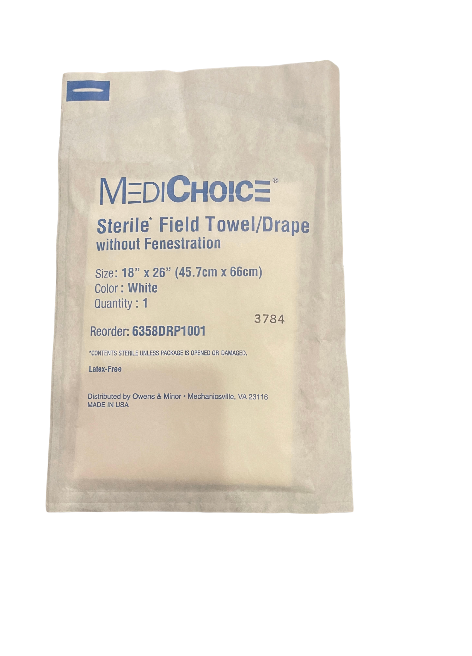 MEDICHOICE®
Sterile* Field Towel/Drape
without Fenestration
Size: 18" x 26" (45.7cm x 66cm)
Color : White
Quantity : 1
3784
Reorder: 6358DRP1001
*CONTENTS STERILE UNLESS PACKAGE IS OPENED OR DAMAGED.
Latex-Free
Distributed by Owens & Minor • Mechanicsville, VA 23116
MADE IN USA